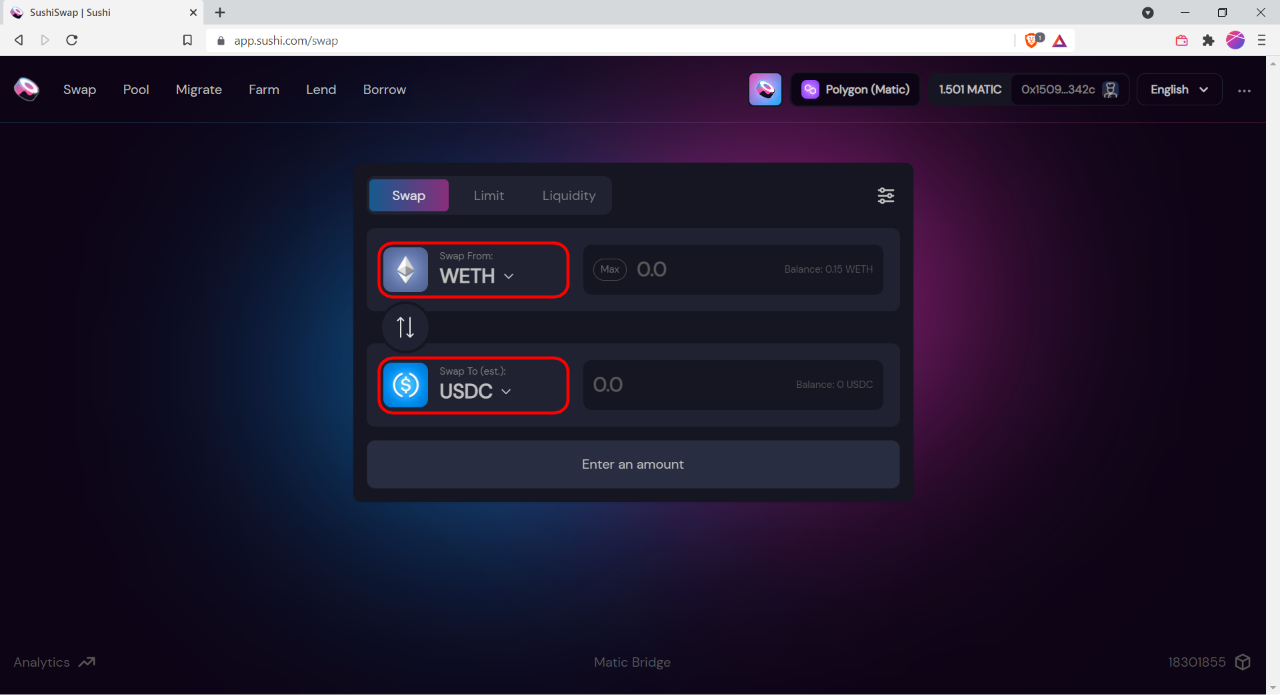 SushiSwap | Sushi
app.sushi.com/swap
1
Swap Pool Migrate Farm Lend Borrow
Polygon (Matic) 1.501 MATIC 0x1509...342c English
Swap Limit Liquidity
Swap From:
WETH
Max 0.0 Balance: 0.15 WETH
Swap To (est.):
USDC
0.0 Balance: 0 USDC
Enter an amount
Analytics Matic Bridge 18301855